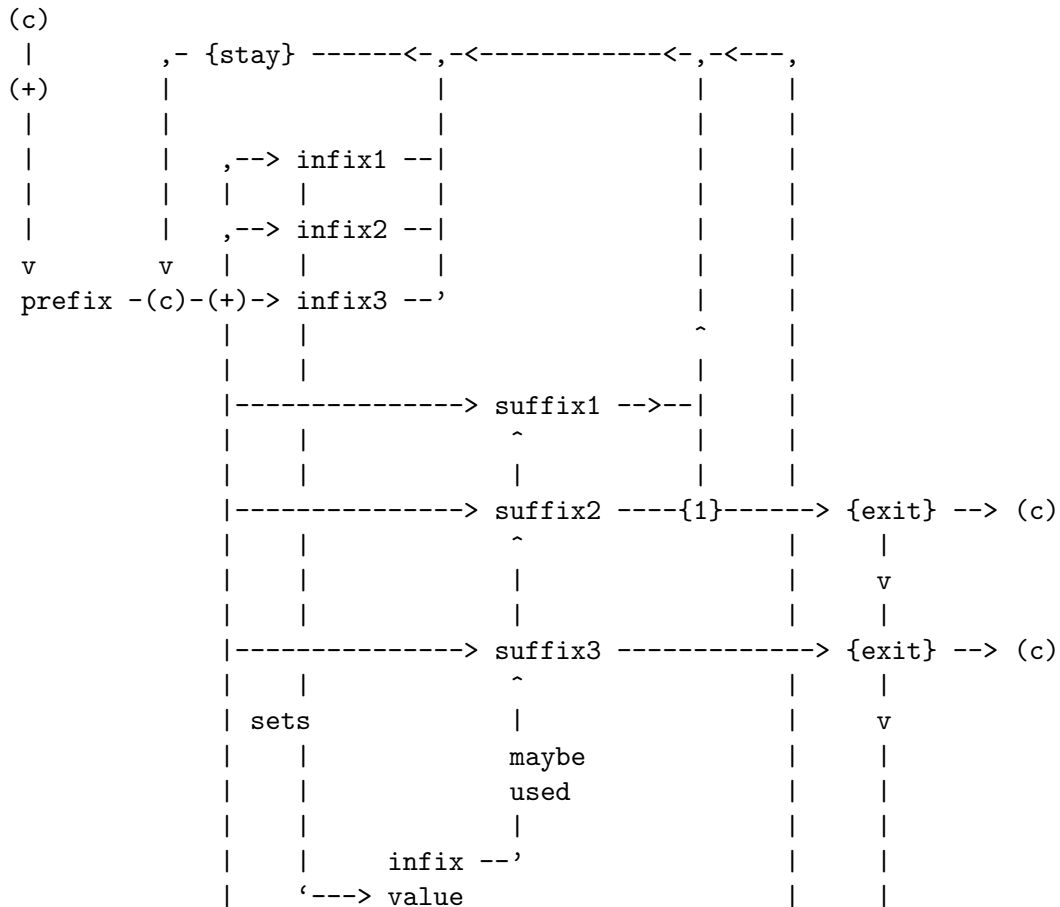 (c)
 |         ,- {stay} ------<-,-<------------<-,-<---,
(+)        |                 |                |     |
 |         |                 |                |     |
 |         |   ,--> infix1 --|                |     |
 |         |   |    |        |                |     |
 |         |   ,--> infix2 --|                |     |
 v         v   |    |        |                |     |
 prefix -(c)-(+)-> infix3 --’                 |     |
               |    |                         ^     |
               |    |                         |     |
               |---------------> suffix1 -->--|     |
               |    |             ^           |     |
               |    |             |           |     |
               |---------------> suffix2 ----{1}------> {exit} --> (c)
               |    |             ^                 |     |
               |    |             |                 |     v
               |    |             |                 |     |
               |---------------> suffix3 -------------> {exit} --> (c)
               |    |             ^                 |     |
               | sets             |                 |     v
               |    |            maybe              |     |
               |    |            used               |     |
               |    |             |                 |     |
               |    |     infix --’                 |     |
               |    ‘---> value                     |     |